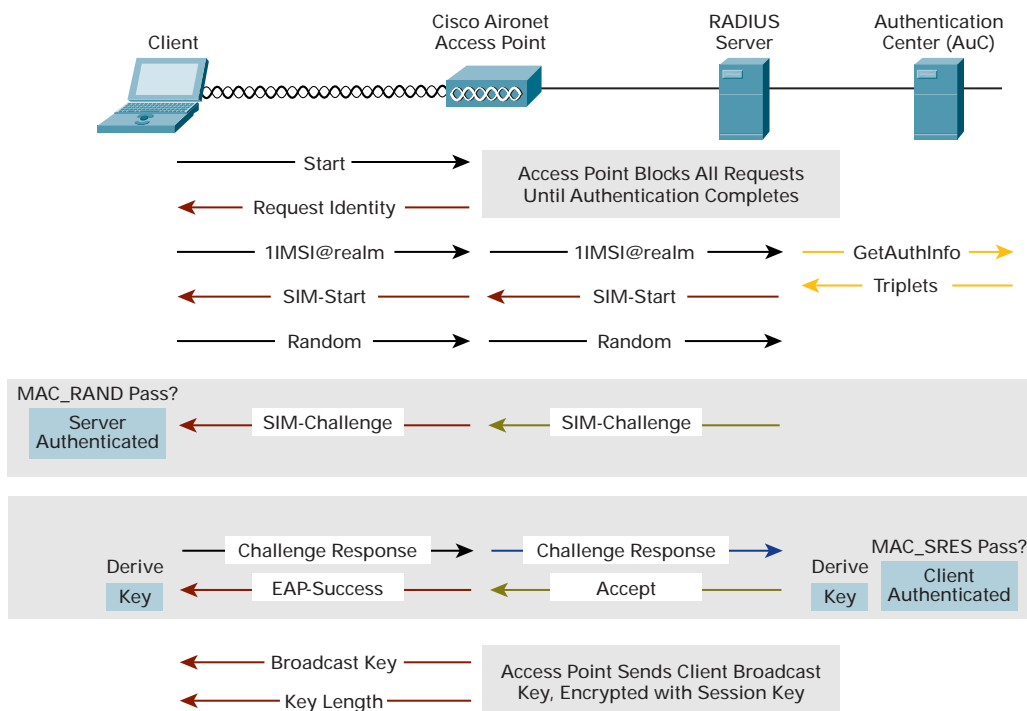 Client
Cisco Aironet
Access Point
RADIUS
Server
Authentication
Center (AuC)
Start
Access Point Blocks All Requests
Until Authentication Completes
Request Identity
1IMSI@realm
1IMSI@realm
GetAuthInfo
SIM-Start
SIM-Start
Triplets
Random
Random
MAC_RAND Pass?
Server
Authenticated
SIM-Challenge
SIM-Challenge
Challenge Response
Challenge Response
MAC_SRES Pass?
Derive
Key
EAP-Success
Accept
Derive
Key
Client
Authenticated
Broadcast Key
Key Length
Access Point Sends Client Broadcast
Key, Encrypted with Session Key